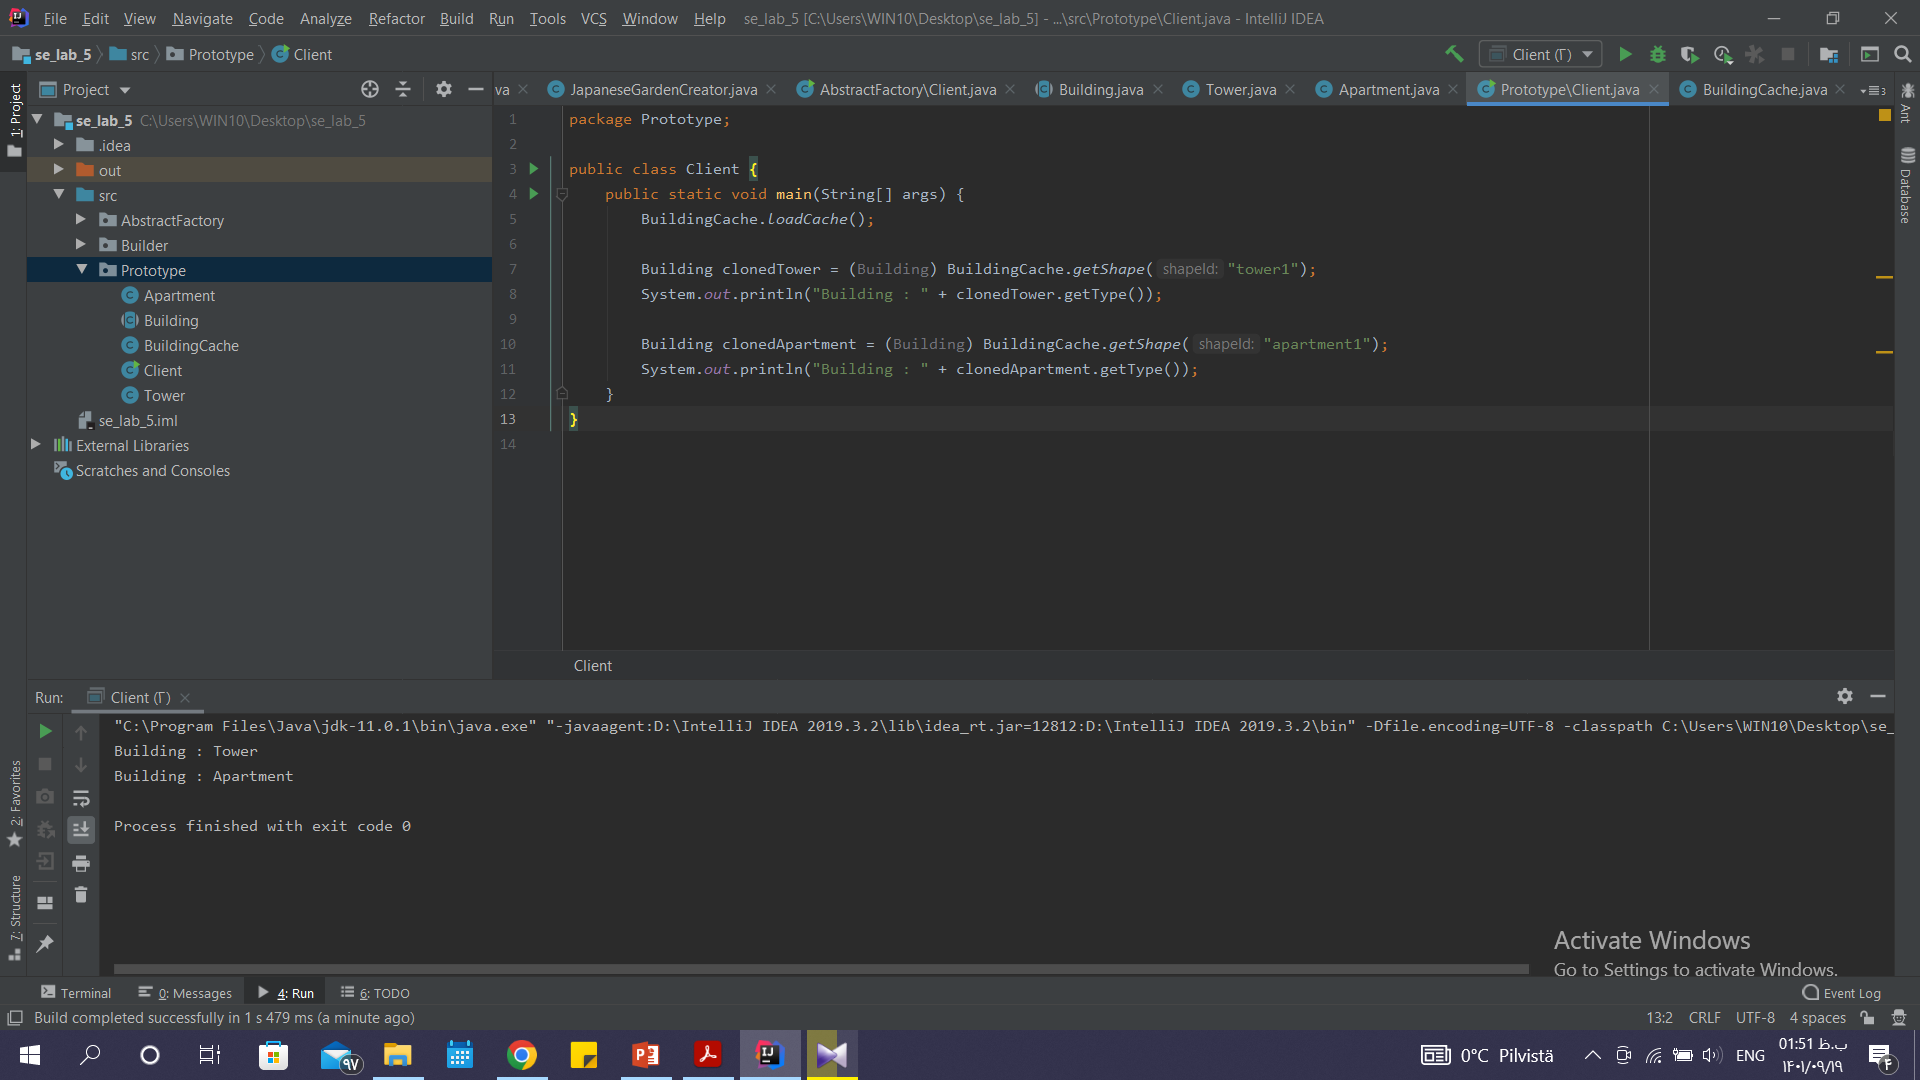 File Edit View Navigate Code Analyze Refactor Build Run Tools VCS Window Help se_lab_5 [C:\Users\WIN10\Desktop\se_lab_5] - ...\src\Prototype\Client.java - IntelliJ IDEA
se_lab_5 src Prototype Client
Client (2)
1: Project
Project
va JapaneseGardenCreator.java AbstractFactory\Client.java Building.java Tower.java Apartment.java Prototype\Client.java BuildingCache.java 3
se_lab_5 C:\Users\WIN10\Desktop\se_lab_5
.idea
out
src
AbstractFactory
Builder
Prototype
Apartment
Building
BuildingCache
Client
Tower
se_lab_5.iml
External Libraries
Scratches and Consoles
1 package Prototype;
2
3 public class Client {
4 public static void main(String[] args) {
5 BuildingCache.loadCache();
6
7 Building clonedTower = (Building) BuildingCache.getShape( shapeId: "tower1");
8 System.out.println("Building : " + clonedTower.getType());
9
10 Building clonedApartment = (Building) BuildingCache.getShape( shapeId: "apartment1");
11 System.out.println("Building : " + clonedApartment.getType());
12 }
13 }
14
Client
Ant
Database
Run: Client (2)
"C:\Program Files\Java\jdk-11.0.1\bin\java.exe" "-javaagent:D:\IntelliJ IDEA 2019.3.2\lib\idea_rt.jar=12812:D:\IntelliJ IDEA 2019.3.2\bin" -Dfile.encoding=UTF-8 -classpath C:\Users\WIN10\Desktop\se_
Building : Tower
Building : Apartment
Process finished with exit code 0
2: Favorites
7: Structure
Activate Windows
Go to Settings to activate Windows.
Terminal 0: Messages 4: Run 6: TODO Event Log
Build completed successfully in 1 s 479 ms (a minute ago) 13:2 CRLF UTF-8 4 spaces
۹۷ 0°C Pilvistä ENG 01:51 ب.ظ ۴
۱۴۰۱/۰۹/۱۹